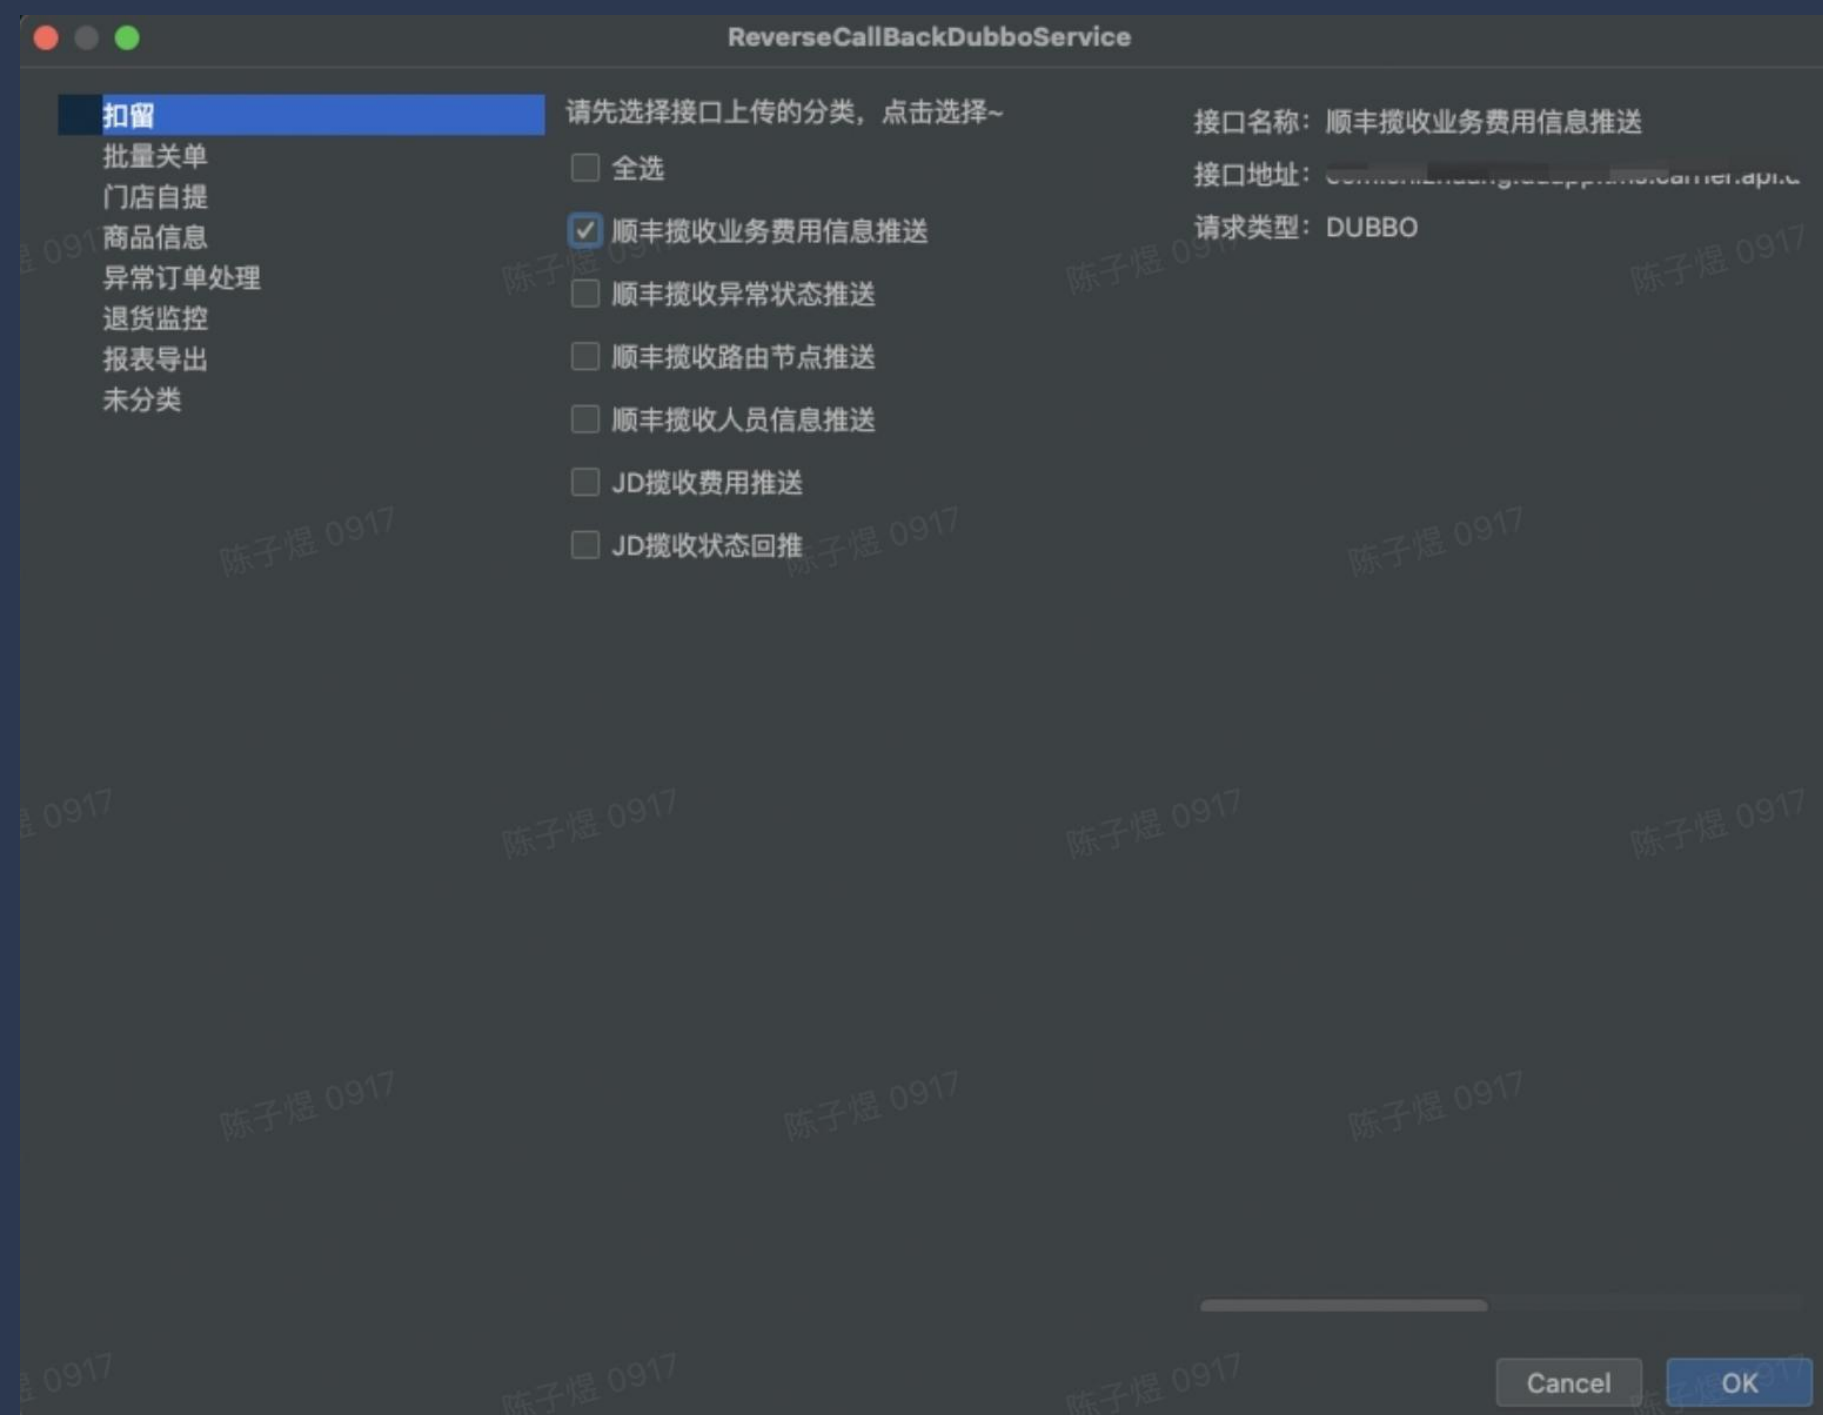 ReverseCallBackDubboService
扣留
批量关单
门店自提
商品信息
异常订单处理
退货监控
报表导出
未分类
请先选择接口上传的分类，点击选择~
全选
顺丰揽收业务费用信息推送
顺丰揽收异常状态推送
顺丰揽收路由节点推送
顺丰揽收人员信息推送
JD揽收费用推送
JD揽收状态回推
接口名称：顺丰揽收业务费用信息推送
接口地址：
请求类型：DUBBO
Cancel
OK
陈子煜 0917